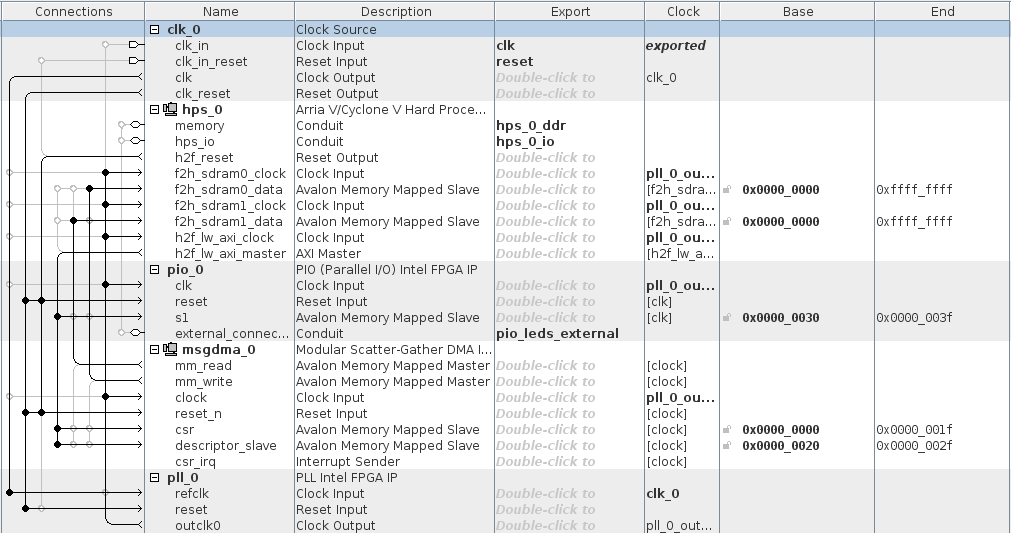 Connections Name Description Export Clock Base End
clk_0 Clock Source
clk_in Clock Input clk exported
clk_in_reset Reset Input reset
clk Clock Output Double-click to clk_0
clk_reset Reset Output Double-click to
hps_0 Arria V/Cyclone V Hard Proce...
memory Conduit hps_0_ddr
hps_io Conduit hps_0_io
h2f_reset Reset Output Double-click to
f2h_sdram0_clock Clock Input Double-click to pll_0_ou...
f2h_sdram0_data Avalon Memory Mapped Slave Double-click to [f2h_sdra... 0x0000_0000 0xffff_ffff
f2h_sdram1_clock Clock Input Double-click to pll_0_ou...
f2h_sdram1_data Avalon Memory Mapped Slave Double-click to [f2h_sdra... 0x0000_0000 0xffff_ffff
h2f_lw_axi_clock Clock Input Double-click to pll_0_ou...
h2f_lw_axi_master AXI Master Double-click to [h2f_lw_a...
pio_0 PIO (Parallel I/O) Intel FPGA IP
clk Clock Input Double-click to pll_0_ou...
reset Reset Input Double-click to [clk]
s1 Avalon Memory Mapped Slave Double-click to [clk] 0x0000_0030 0x0000_003f
external_connec... Conduit pio_leds_external
msgdma_0 Modular Scatter-Gather DMA I...
mm_read Avalon Memory Mapped Master Double-click to [clock]
mm_write Avalon Memory Mapped Master Double-click to [clock]
clock Clock Input Double-click to pll_0_ou...
reset_n Reset Input Double-click to [clock]
csr Avalon Memory Mapped Slave Double-click to [clock] 0x0000_0000 0x0000_001f
descriptor_slave Avalon Memory Mapped Slave Double-click to [clock] 0x0000_0020 0x0000_002f
csr_irq Interrupt Sender Double-click to [clock]
pll_0 PLL Intel FPGA IP
refclk Clock Input Double-click to clk_0
reset Reset Input Double-click to
outclk0 Clock Output Double-click to pll_0_out...